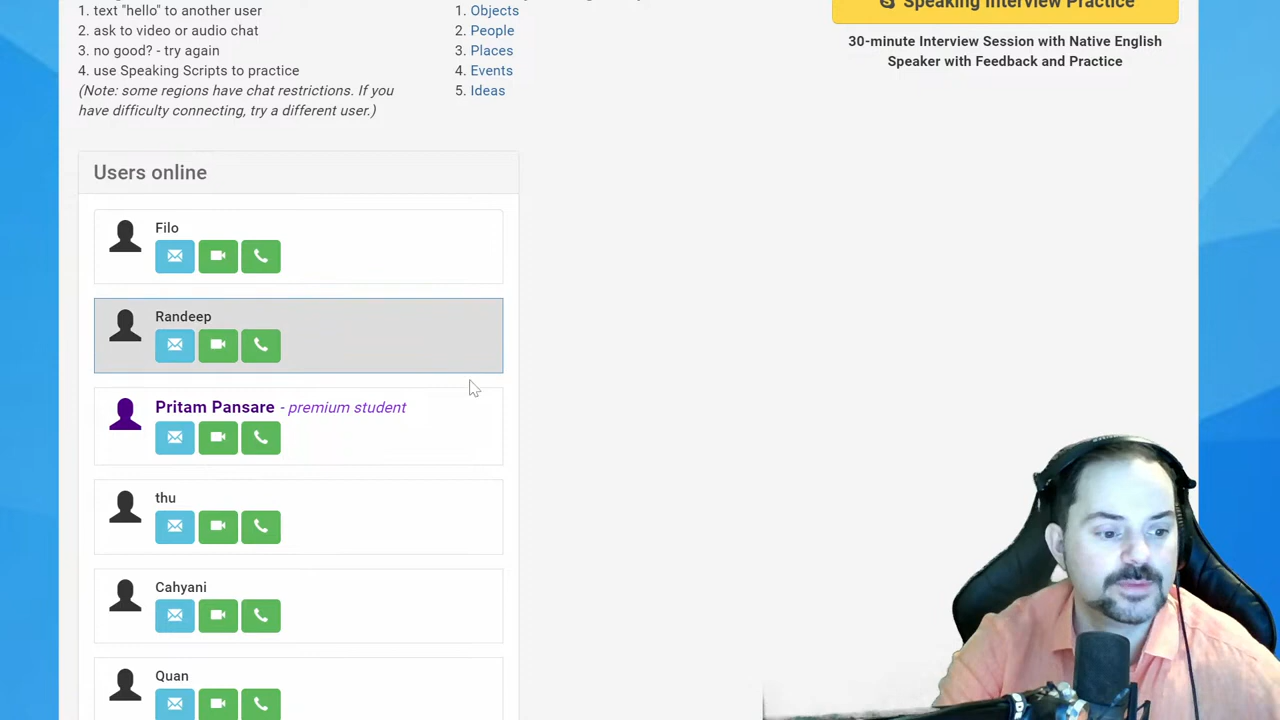 1. text "hello" to another user
2. ask to video or audio chat
3. no good? - try again
4. use Speaking Scripts to practice
(Note: some regions have chat restrictions. If you
have difficulty connecting, try a different user.)
1. Objects
2. People
3. Places
4. Events
5. Ideas
Speaking Interview Practice
30-minute Interview Session with Native English
Speaker with Feedback and Practice
Users online
Filo
Randeep
Pritam Pansare - premium student
thu
Cahyani
Quan